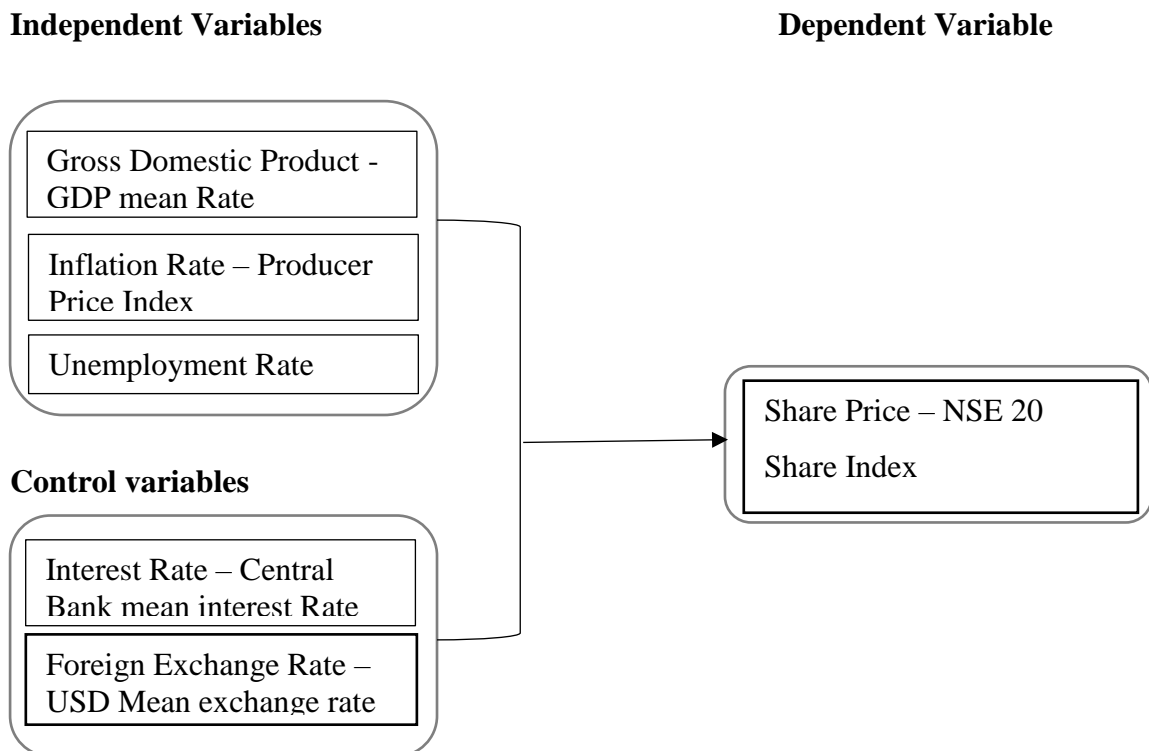 Independent Variables
Dependent Variable
Gross Domestic Product -
GDP mean Rate
Inflation Rate – Producer
Price Index
Unemployment Rate
Share Price – NSE 20
Share Index
Control variables
Interest Rate – Central
Bank mean interest Rate
Foreign Exchange Rate –
USD Mean exchange rate